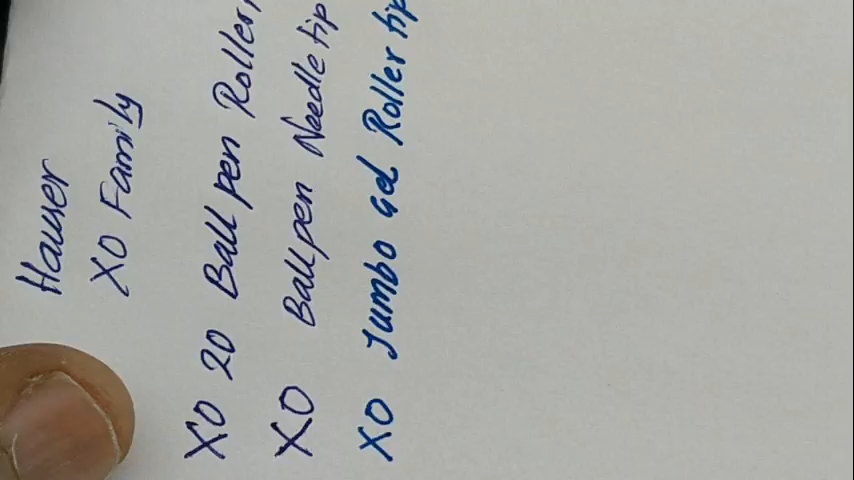 Hauser
XO Family
XO 20 Ball pen Roller
XO Ball pen Needle tip
XO Jumbo Gel Roller tip